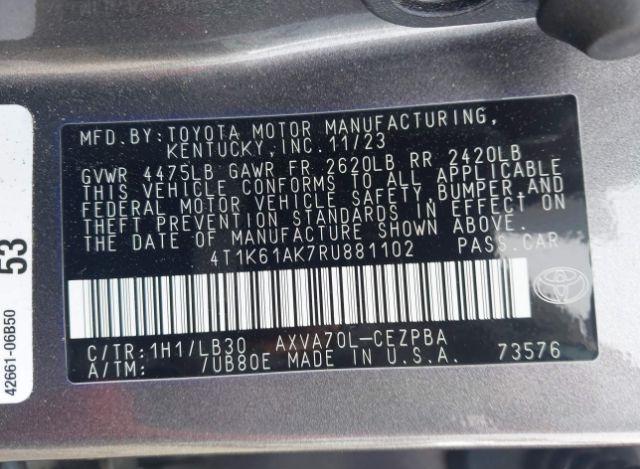 MFD. BY: TOYOTA MOTOR MANUFACTURING,
KENTUCKY, INC. 11/23
GVWR 4475LB GAWR FR 2620LB RR 2420LB
THIS VEHICLE CONFORMS TO ALL APPLICABLE
FEDERAL MOTOR VEHICLE SAFETY, BUMPER, AND
THEFT PREVENTION STANDARDS IN EFFECT ON
THE DATE OF MANUFACTURE SHOWN ABOVE.
4T1K61AK7RU881102 PASS. CAR
C/TR: 1H1/LB30 AXVA70L-CEZPBA
A/TM: /UB80E MADE IN U.S.A. 73576
53
42661-06B50